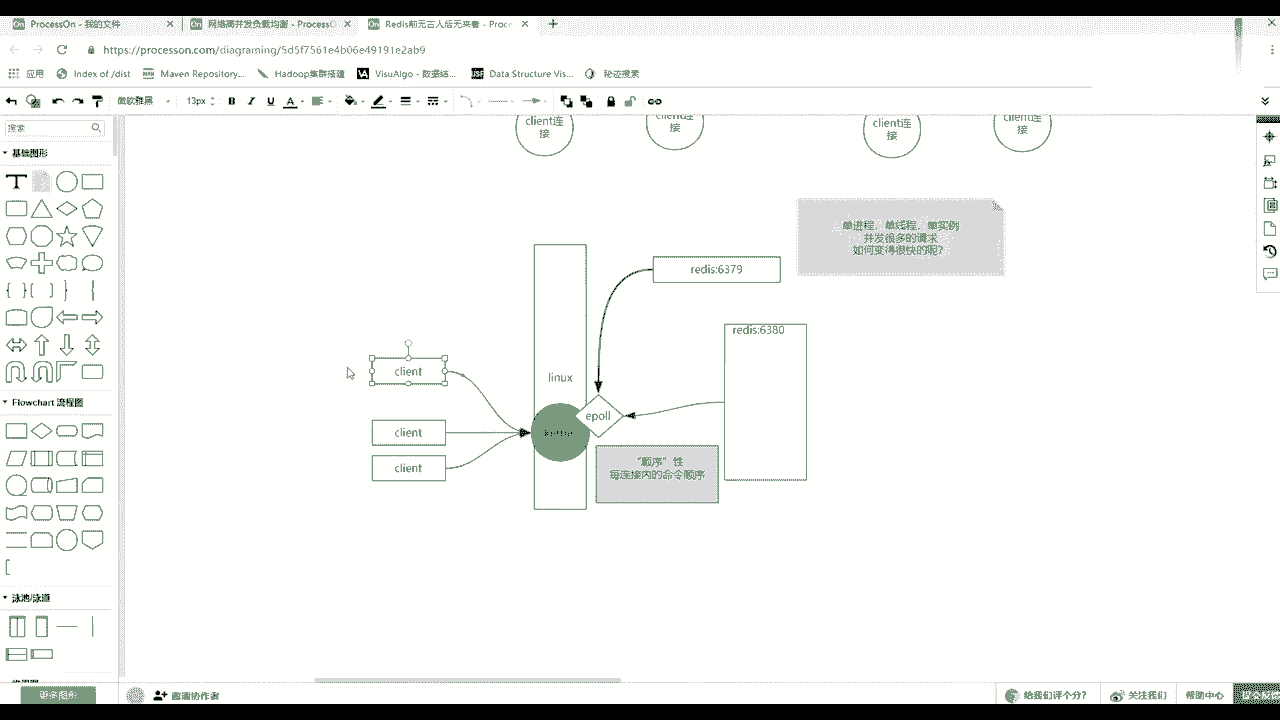 ProcessOn - 我的文件
网络高并发负载均衡 - ProcessO
Redis前无古人后无来者 - Proc
https://processon.com/diagraming/5d5f7561e4b06e49191e2ab9
应用
Index of /dist
Maven Repository...
Hadoop集群搭建
VisuAlgo - 数据结...
Data Structure Vis...
秘迹搜索
微软雅黑
13px
B
I
U
A
搜索
基础图形
T
Flowchart 流程图
泳池/泳道
更多图形
client连
接
client连
接
client连
接
client连
接
单进程，单线程，单实例
并发很多的请求
如何变得很快的呢？
redis:6379
redis:6380
linux
epoll
client
client
client
“顺序”性
每连接内的命令顺序
邀请协作者
给我们评个分？
关注我们
帮助中心